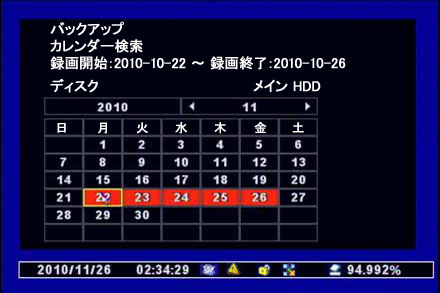 バックアップ
カレンダー検索
録画開始:2010-10-22 ～ 録画終了:2010-10-26
ディスク メイン HDD
2010 11
日 月 火 水 木 金 土
1 2 3 4 5 6
7 8 9 10 11 12 13
14 15 16 17 18 19 20
21 22 23 24 25 26 27
28 29 30
2010/11/26 02:34:29 94.992%